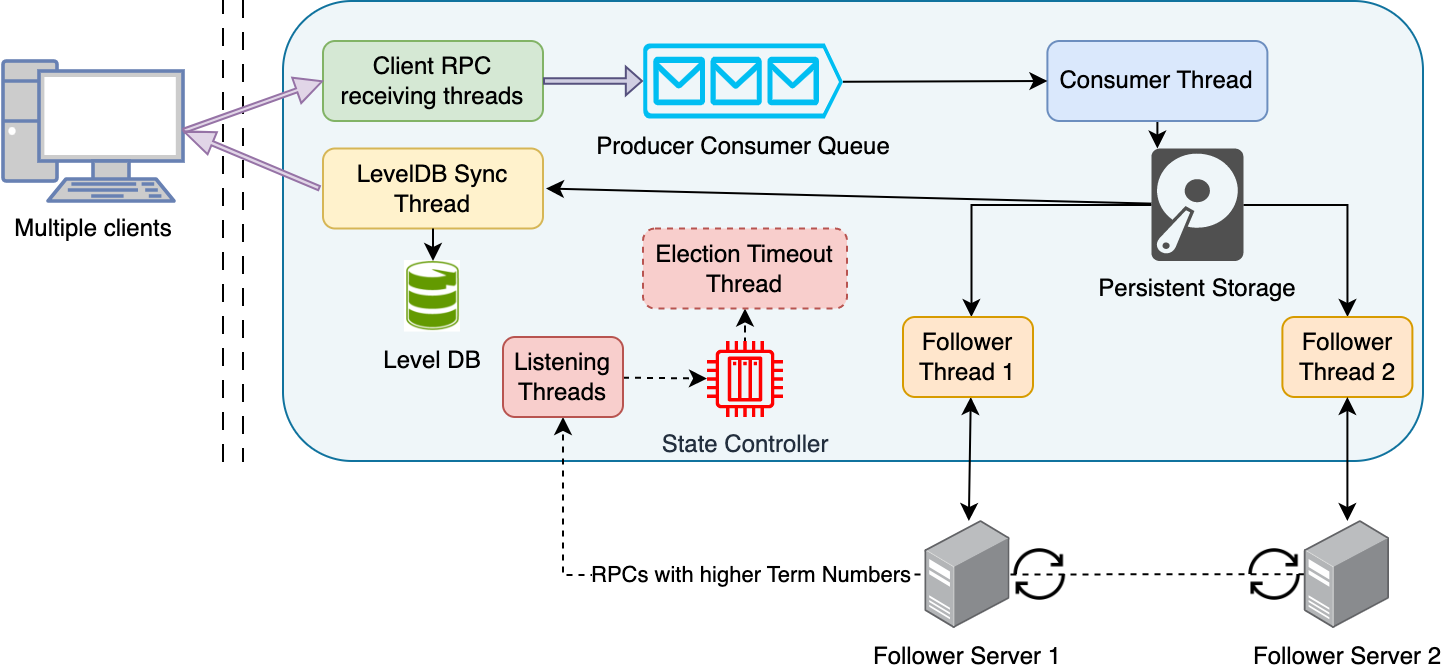 Client RPC
receiving threads
Producer Consumer Queue
Consumer Thread
Multiple clients
LevelDB Sync
Thread
Level DB
Election Timeout
Thread
Persistent Storage
Listening
Threads
State Controller
Follower
Thread 1
Follower
Thread 2
RPCs with higher Term Numbers
Follower Server 1
Follower Server 2